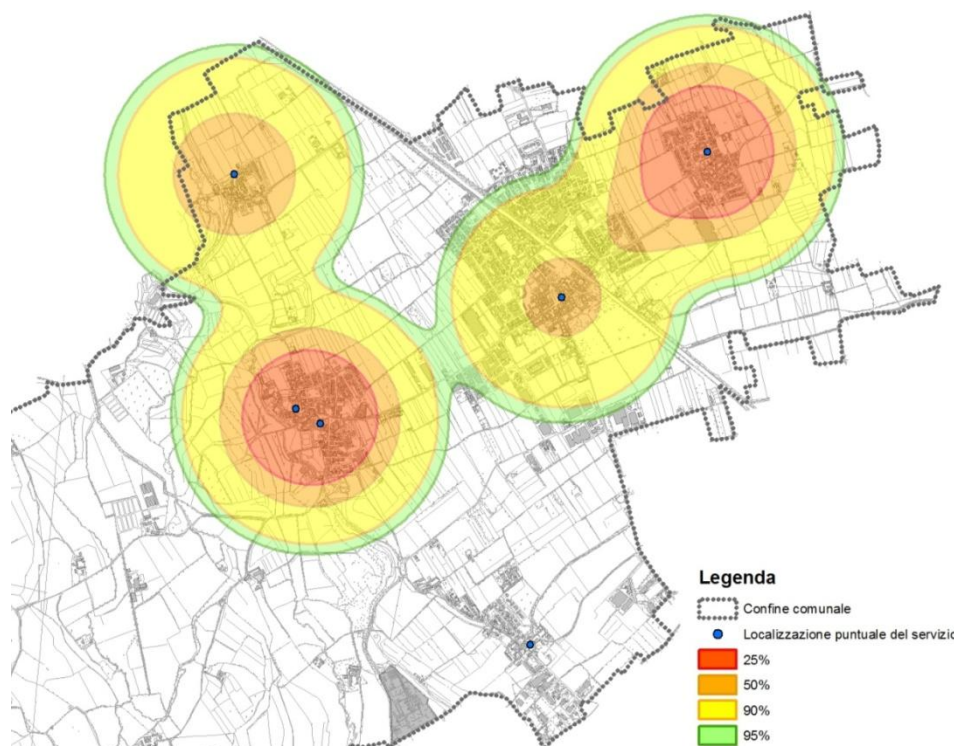 Legenda
Confine comunale
Localizzazione puntuale del servizio
25%
50%
90%
95%